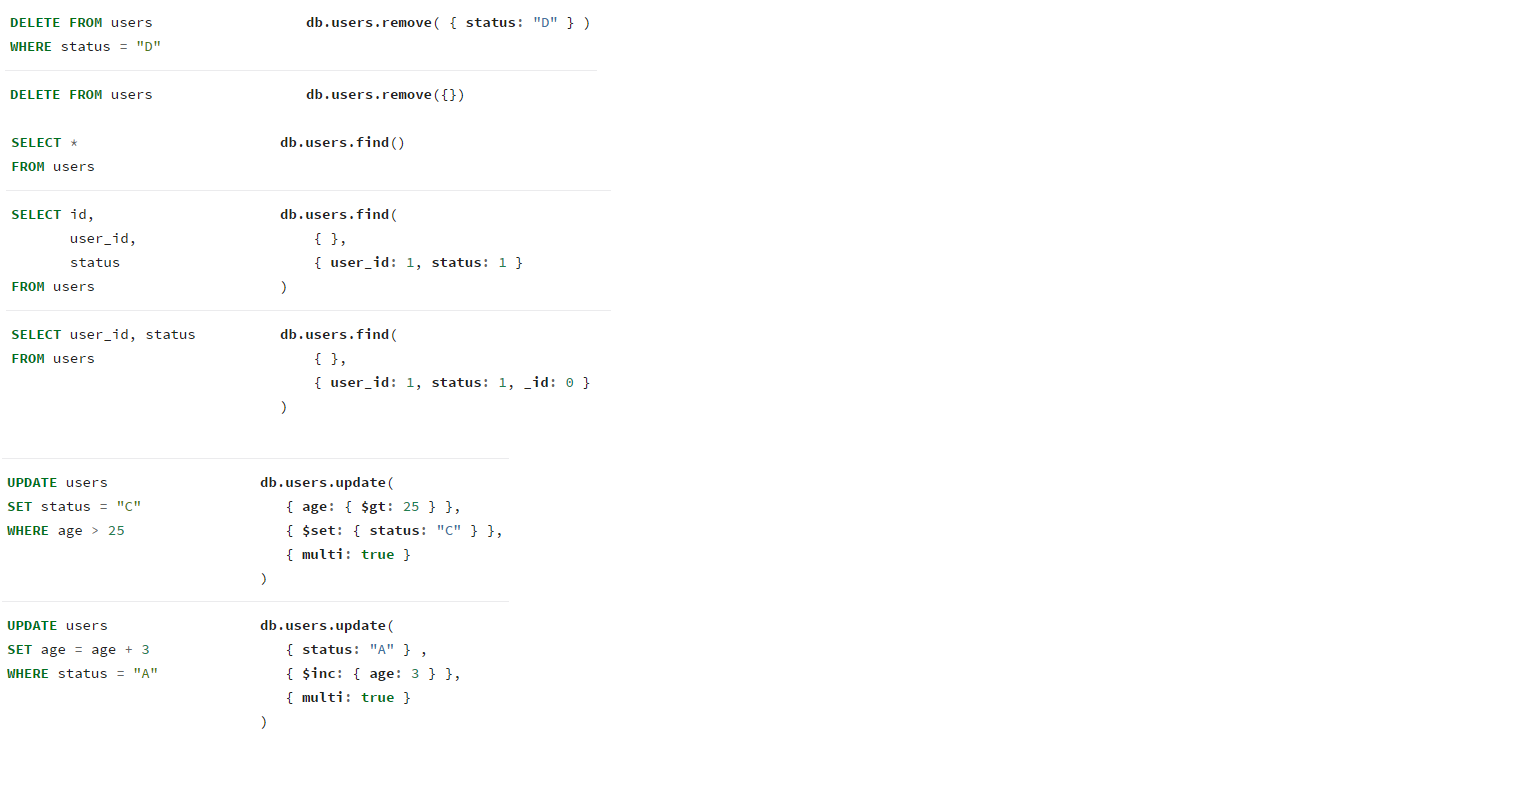 DELETE FROM users
WHERE status = "D"
db.users.remove( { status: "D" } )
DELETE FROM users
db.users.remove({})
SELECT *
FROM users
db.users.find()
SELECT id,
       user_id,
       status
FROM users
db.users.find(
    { },
    { user_id: 1, status: 1 }
)
SELECT user_id, status
FROM users
db.users.find(
    { },
    { user_id: 1, status: 1, _id: 0 }
)
UPDATE users
SET status = "C"
WHERE age > 25
db.users.update(
   { age: { $gt: 25 } },
   { $set: { status: "C" } },
   { multi: true }
)
UPDATE users
SET age = age + 3
WHERE status = "A"
db.users.update(
   { status: "A" } ,
   { $inc: { age: 3 } },
   { multi: true }
)